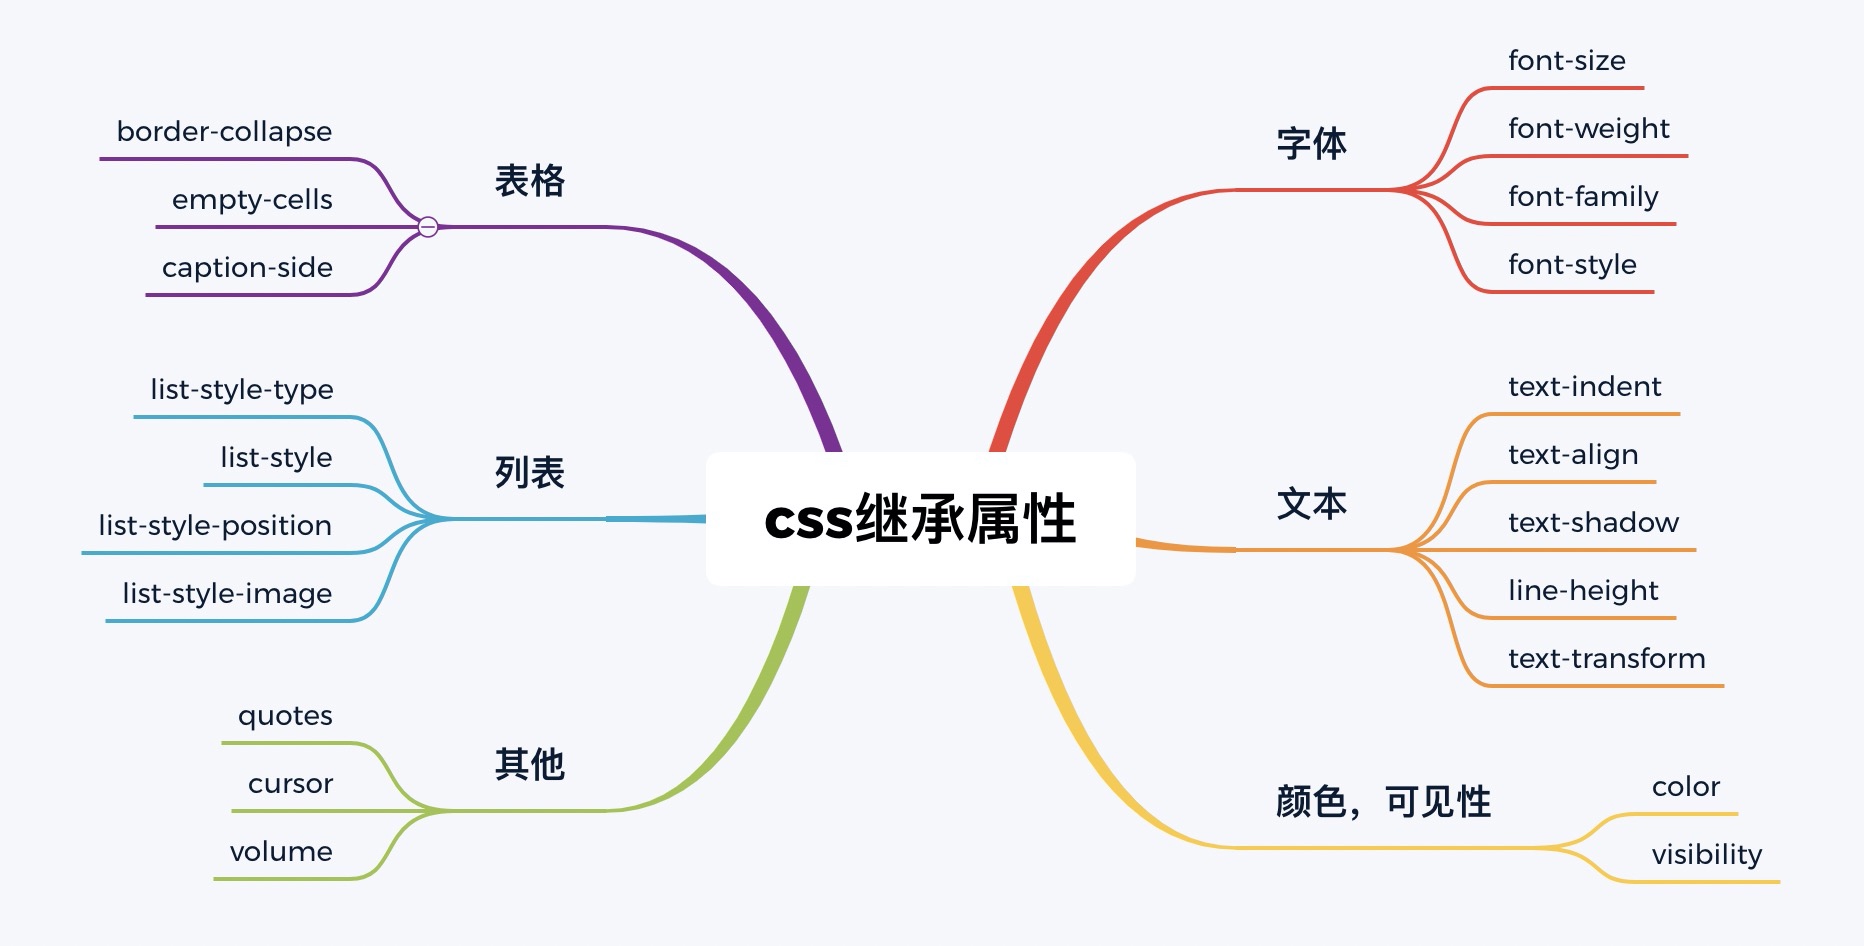 css继承属性
字体
font-size
font-weight
font-family
font-style
文本
text-indent
text-align
text-shadow
line-height
text-transform
颜色，可见性
color
visibility
表格
border-collapse
empty-cells
caption-side
列表
list-style-type
list-style
list-style-position
list-style-image
其他
quotes
cursor
volume